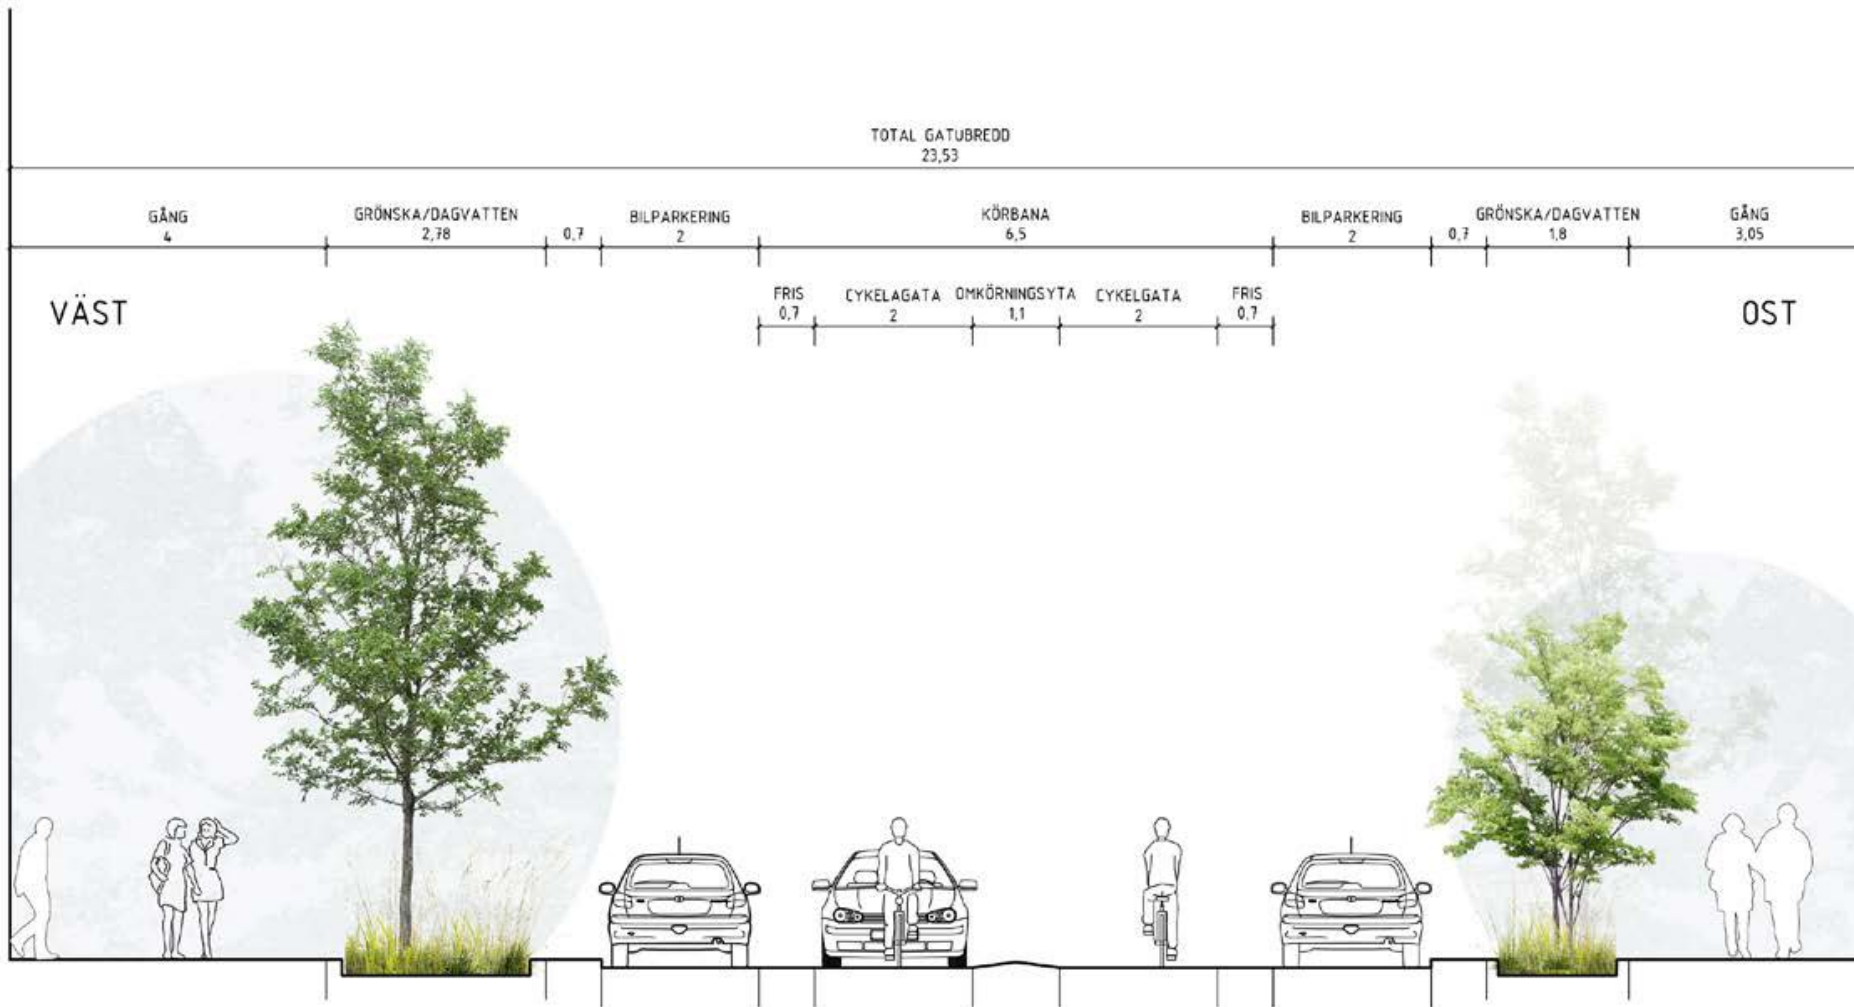 TOTAL GATUBREDD
23,53
GÅNG
4
GRÖNSKA/DAGVATTEN
2,78
0,7
BILPARKERING
2
KÖRBANA
6,5
BILPARKERING
2
0,7
GRÖNSKA/DAGVATTEN
1,8
GÅNG
3,05
VÄST
FRIS
0,7
CYKELAGATA
2
OMKÖRNINGSYTA
1,1
CYKELGATA
2
FRIS
0,7
OST